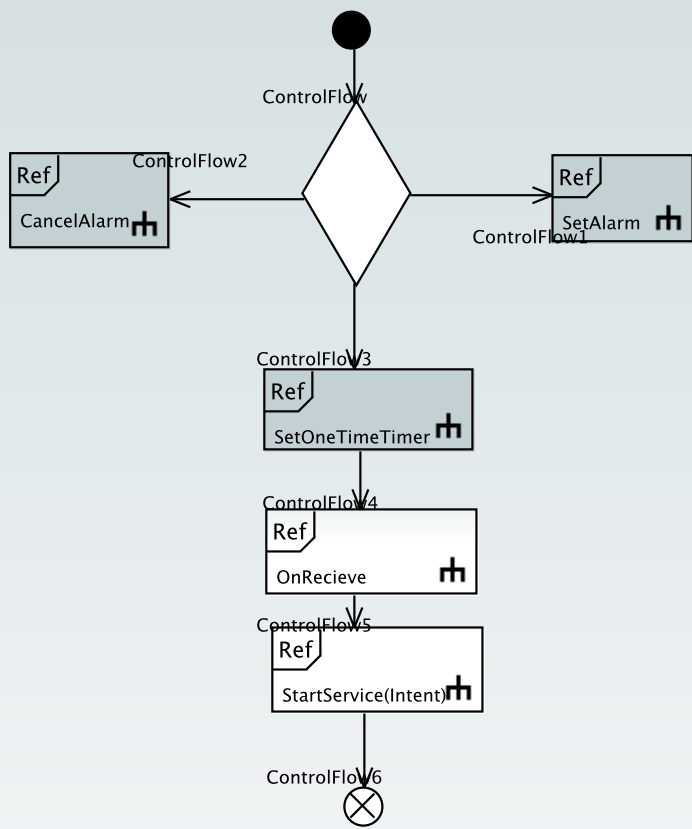 ControlFlow
ControlFlow2
Ref
CancelAlarm
Ref
SetAlarm
ControlFlow1
ControlFlow3
Ref
SetOneTimeTimer
ControlFlow4
Ref
OnRecieve
ControlFlow5
Ref
StartService(Intent)
ControlFlow6